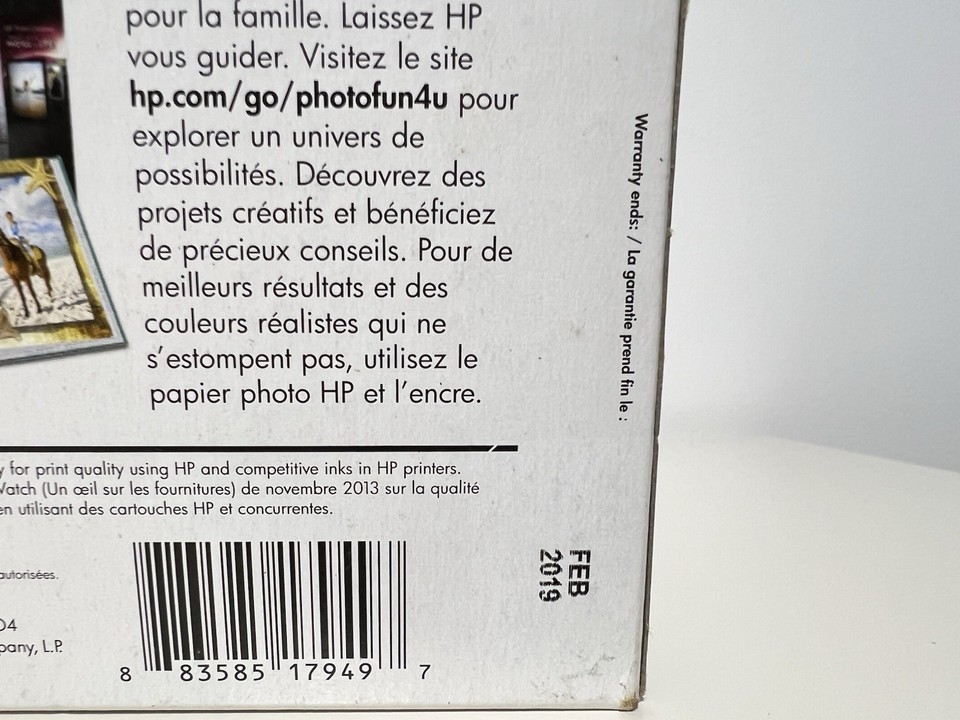 pour la famille. Laissez HP
vous guider. Visitez le site
hp.com/go/photofun4u pour
explorer un univers de
possibilités. Découvrez des
projets créatifs et bénéficiez
de précieux conseils. Pour de
meilleurs résultats et des
couleurs réalistes qui ne
s'estompent pas, utilisez le
papier photo HP et l'encre.
y for print quality using HP and competitive inks in HP printers.
Watch (Un œil sur les fournitures) de novembre 2013 sur la qualité
en utilisant des cartouches HP et concurrentes.
autorisées.
04
pany, L.P.
8 83585 17949 7
Warranty ends: / La garantie prend fin le :
FEB
2019